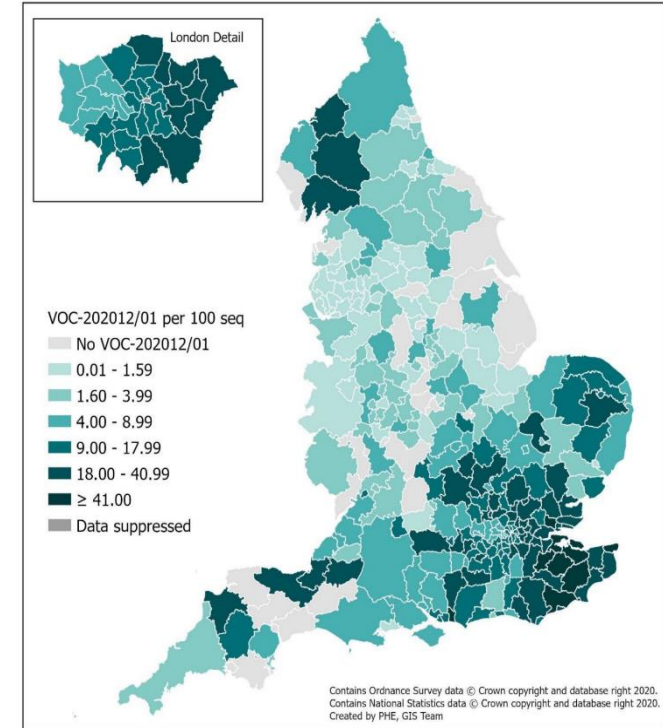 London Detail
VOC-202012/01 per 100 seq
No VOC-202012/01
0.01 - 1.59
1.60 - 3.99
4.00 - 8.99
9.00 - 17.99
18.00 - 40.99
≥ 41.00
Data suppressed
Contains Ordnance Survey data © Crown copyright and database right 2020.
Contains National Statistics data © Crown copyright and database right 2020.
Created by PHE, GIS Team